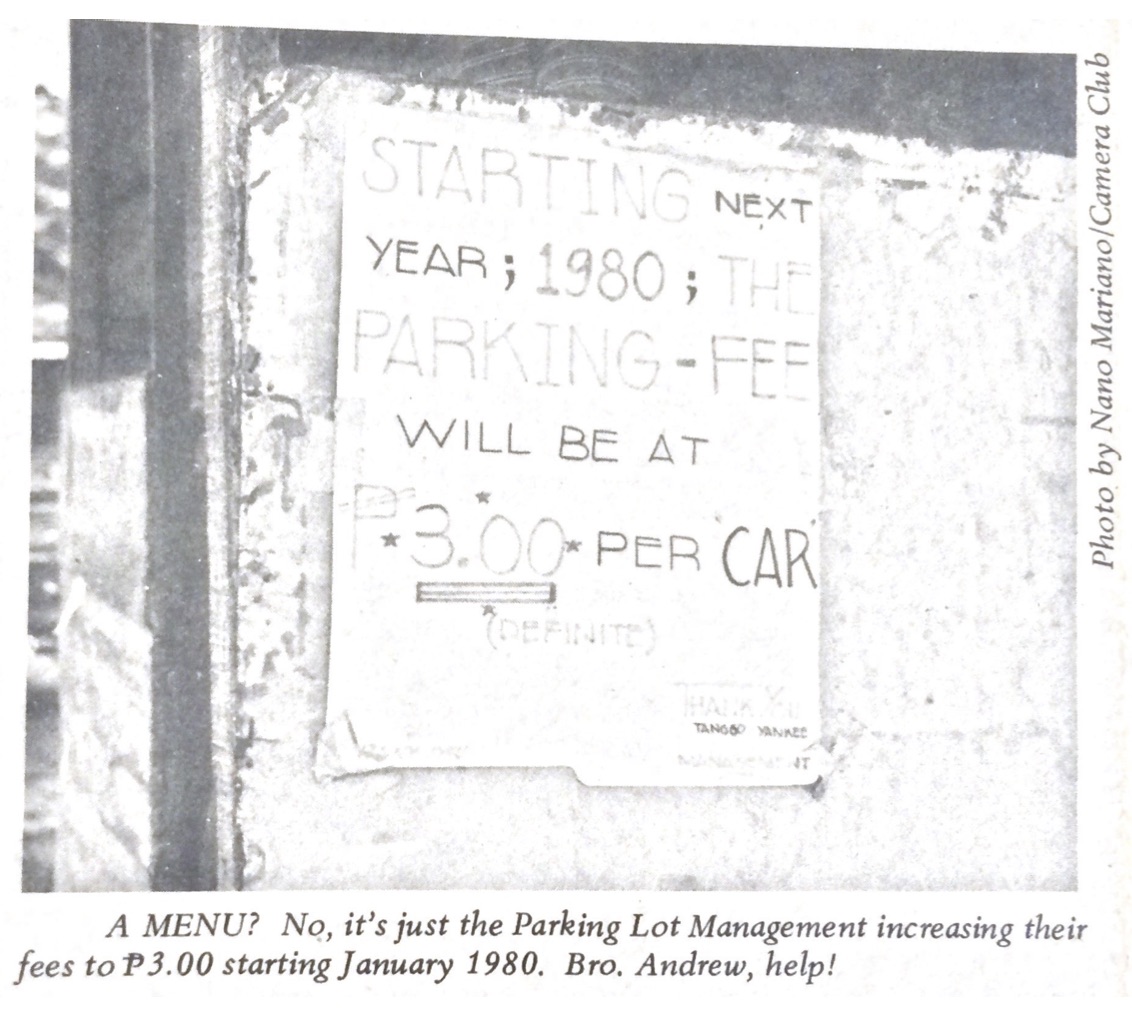 STARTING NEXT
YEAR ; 1980 ; THE
PARKING - FEE
WILL BE AT
₱ 3.00 PER 'CAR'
(DEFINITE)
THANK YOU
YANKEE
MANAGEMENT
Photo by Nano Mariano/Camera Club
A MENU? No, it's just the Parking Lot Management increasing their
fees to ₱3.00 starting January 1980. Bro. Andrew, help!